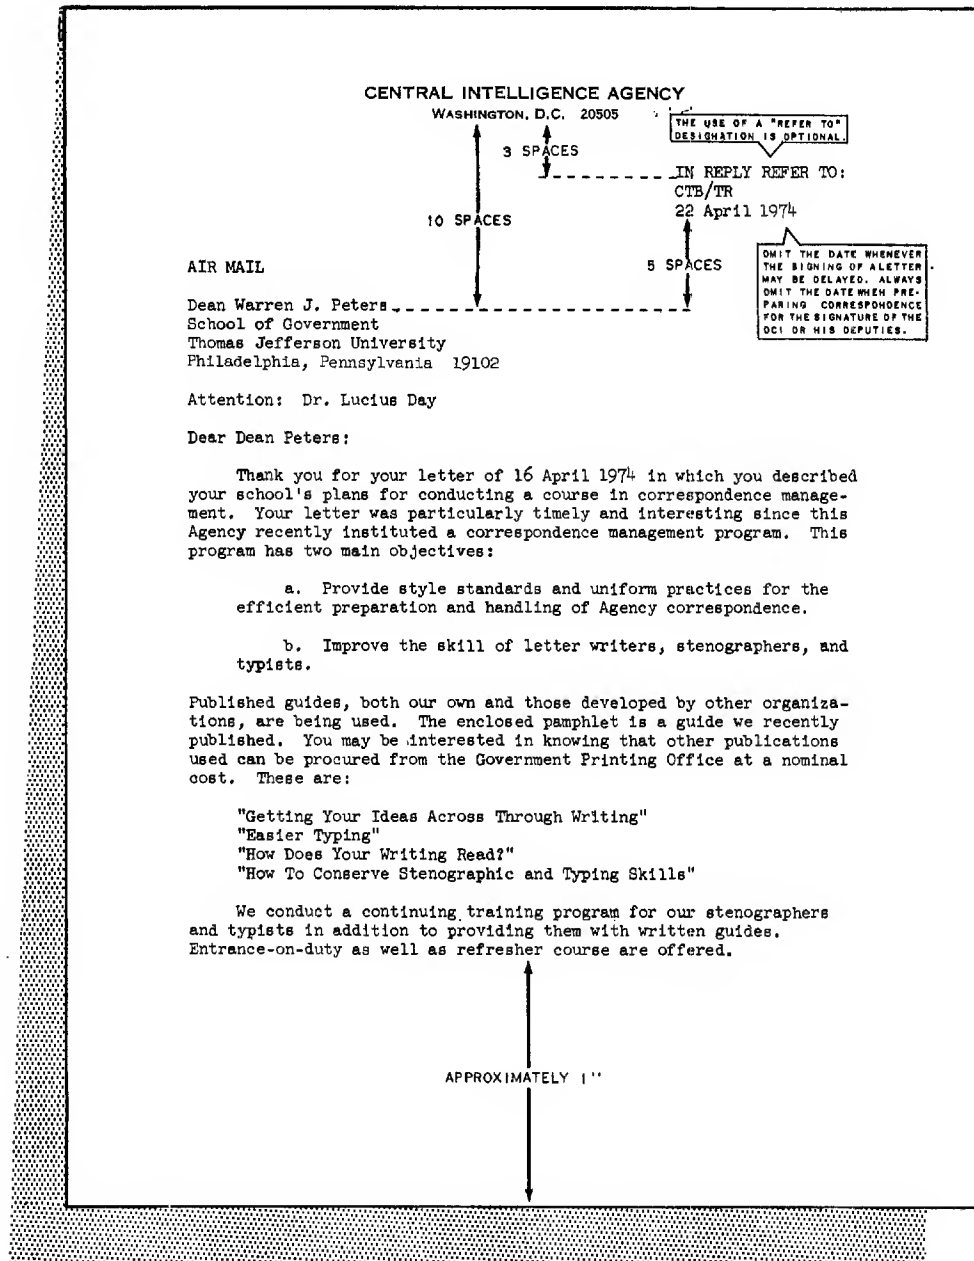 CENTRAL INTELLIGENCE AGENCY
WASHINGTON, D.C. 20505
THE USE OF A "REFER TO"
DESIGNATION IS OPTIONAL.
3 SPACES
IN REPLY REFER TO:
CTB/TR
22 April 1974
10 SPACES
5 SPACES
OMIT THE DATE WHENEVER
THE SIGNING OF A LETTER
MAY BE DELAYED. ALWAYS
OMIT THE DATE WHEN PRE-
PARING CORRESPONDENCE
FOR THE SIGNATURE OF THE
DCI OR HIS DEPUTIES.
AIR MAIL
Dean Warren J. Peters
School of Government
Thomas Jefferson University
Philadelphia, Pennsylvania 19102
Attention: Dr. Lucius Day
Dear Dean Peters:
Thank you for your letter of 16 April 1974 in which you described
your school's plans for conducting a course in correspondence manage-
ment. Your letter was particularly timely and interesting since this
Agency recently instituted a correspondence management program. This
program has two main objectives:
a. Provide style standards and uniform practices for the
efficient preparation and handling of Agency correspondence.
b. Improve the skill of letter writers, stenographers, and
typists.
Published guides, both our own and those developed by other organiza-
tions, are being used. The enclosed pamphlet is a guide we recently
published. You may be interested in knowing that other publications
used can be procured from the Government Printing Office at a nominal
cost. These are:
"Getting Your Ideas Across Through Writing"
"Easier Typing"
"How Does Your Writing Read?"
"How To Conserve Stenographic and Typing Skills"
We conduct a continuing training program for our stenographers
and typists in addition to providing them with written guides.
Entrance-on-duty as well as refresher course are offered.
APPROXIMATELY 1"